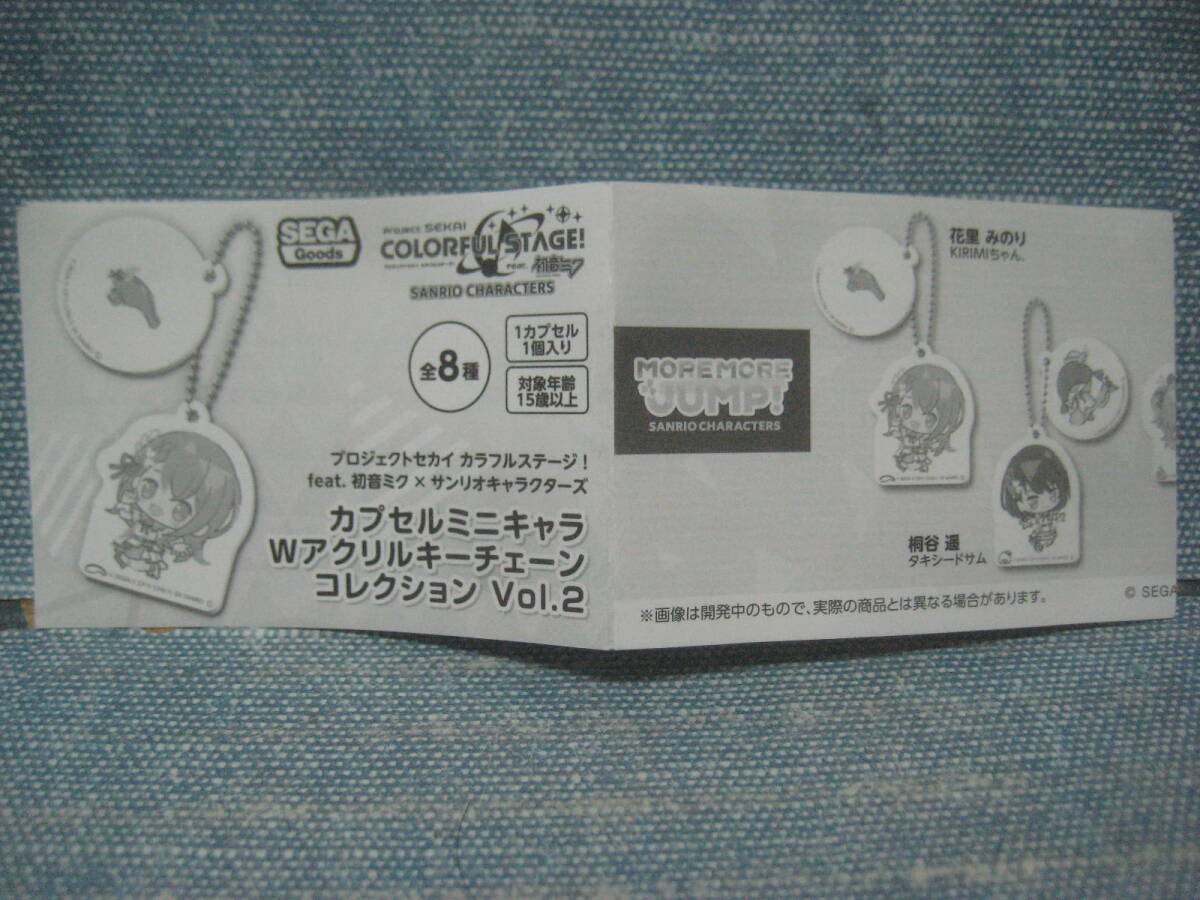 SEGA
Goods
PROJECT SEKAI
COLORFUL STAGE!
feat. 初音ミク
SANRIO CHARACTERS
全8種
1カプセル
1個入り
対象年齢
15歳以上
プロジェクトセカイ カラフルステージ！
feat. 初音ミク × サンリオキャラクターズ
カプセルミニキャラ
Wアクリルキーチェーン
コレクション Vol.2
花里 みのり
KIRIMIちゃん.
MORE MORE
JUMP!
SANRIO CHARACTERS
桐谷 遥
タキシードサム
※画像は開発中のもので、実際の商品とは異なる場合があります。
© SEGA